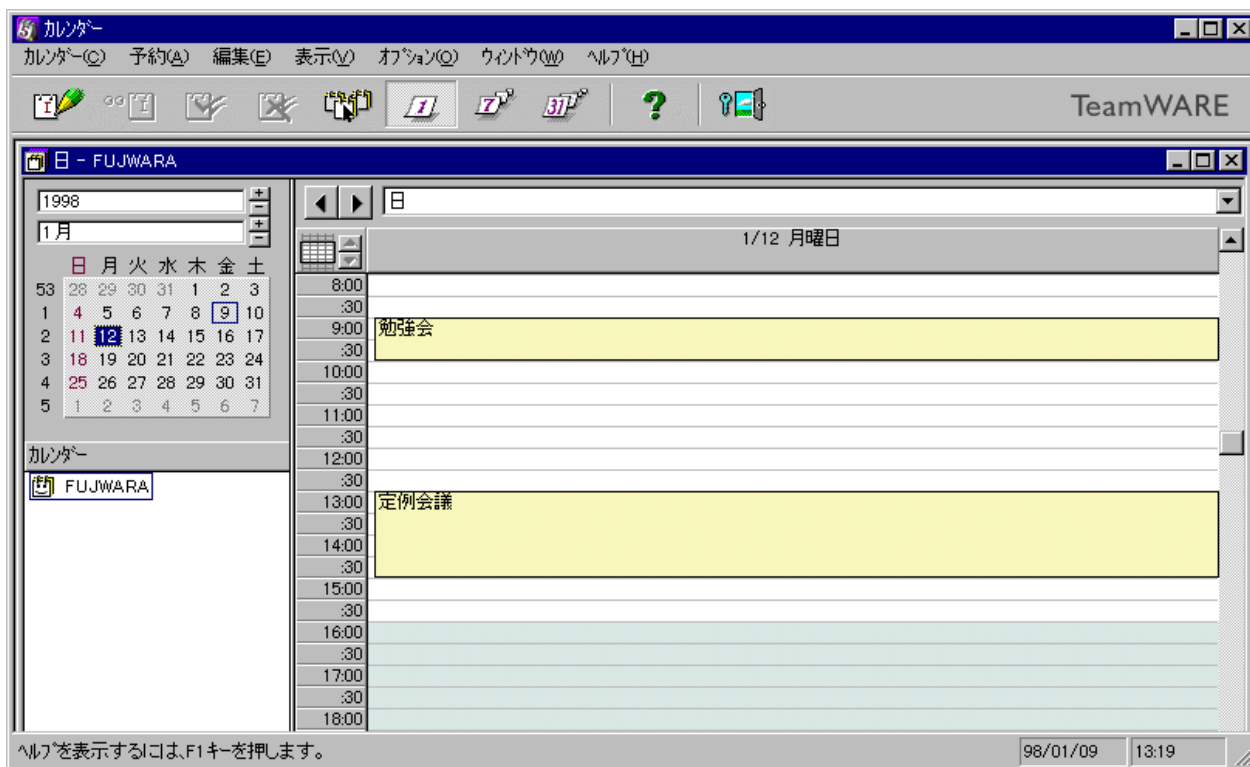 カレンダー
カレンダー(C) 予約(A) 編集(E) 表示(V) オプション(O) ウィンドウ(W) ヘルプ(H)
1 7 31 ? TeamWARE
日 - FUJWARA
1998
1月
日 月 火 水 木 金 土
53 28 29 30 31 1 2 3
1 4 5 6 7 8 9 10
2 11 12 13 14 15 16 17
3 18 19 20 21 22 23 24
4 25 26 27 28 29 30 31
5 1 2 3 4 5 6 7
カレンダー
FUJWARA
日
1/12 月曜日
8:00
:30
9:00 勉強会
:30
10:00
:30
11:00
:30
12:00
:30
13:00 定例会議
:30
14:00
:30
15:00
:30
16:00
:30
17:00
:30
18:00
ヘルプを表示するには、F1キーを押します。
98/01/09 13:19